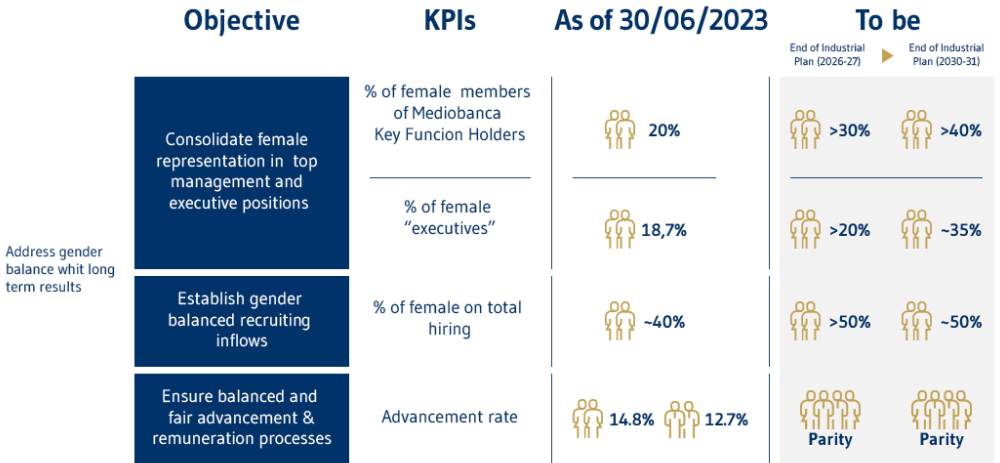 Objective
KPIs
As of 30/06/2023
To be
End of Industrial
Plan (2026-27)
End of Industrial
Plan (2030-31)
Address gender
balance whit long
term results
Consolidate female
representation in top
management and
executive positions
% of female members
of Mediobanca
Key Funcion Holders
20%
>30%
>40%
% of female
“executives”
18,7%
>20%
~35%
Establish gender
balanced recruiting
inflows
% of female on total
hiring
~40%
>50%
~50%
Ensure balanced and
fair advancement &
remuneration processes
Advancement rate
14.8%
12.7%
Parity
Parity